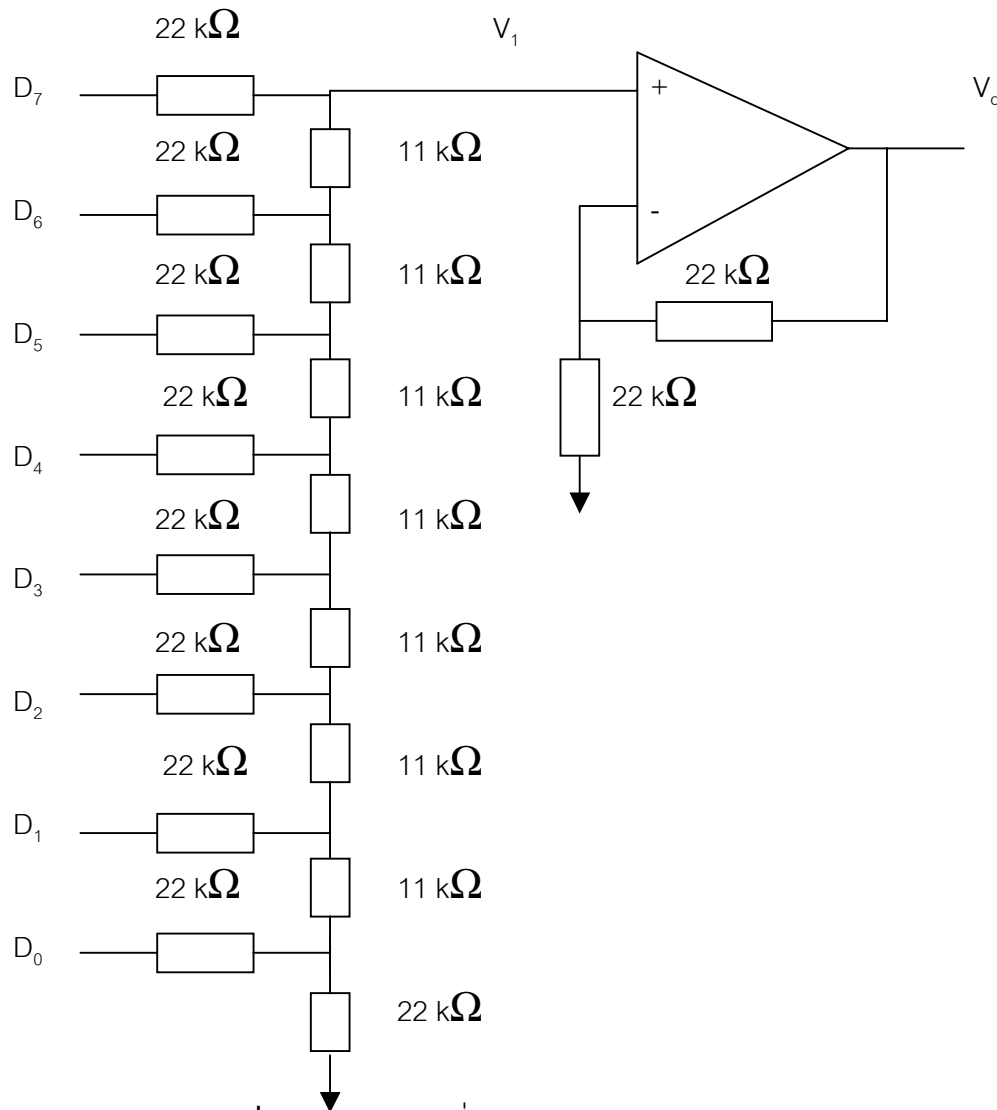 22 kΩ V₁
D₇ + Vₒ
22 kΩ 11 kΩ
D₆ -
22 kΩ 11 kΩ 22 kΩ
D₅
22 kΩ 11 kΩ 22 kΩ
D₄
22 kΩ 11 kΩ
D₃
22 kΩ 11 kΩ
D₂
22 kΩ 11 kΩ
D₁
22 kΩ 11 kΩ
D₀
22 kΩ